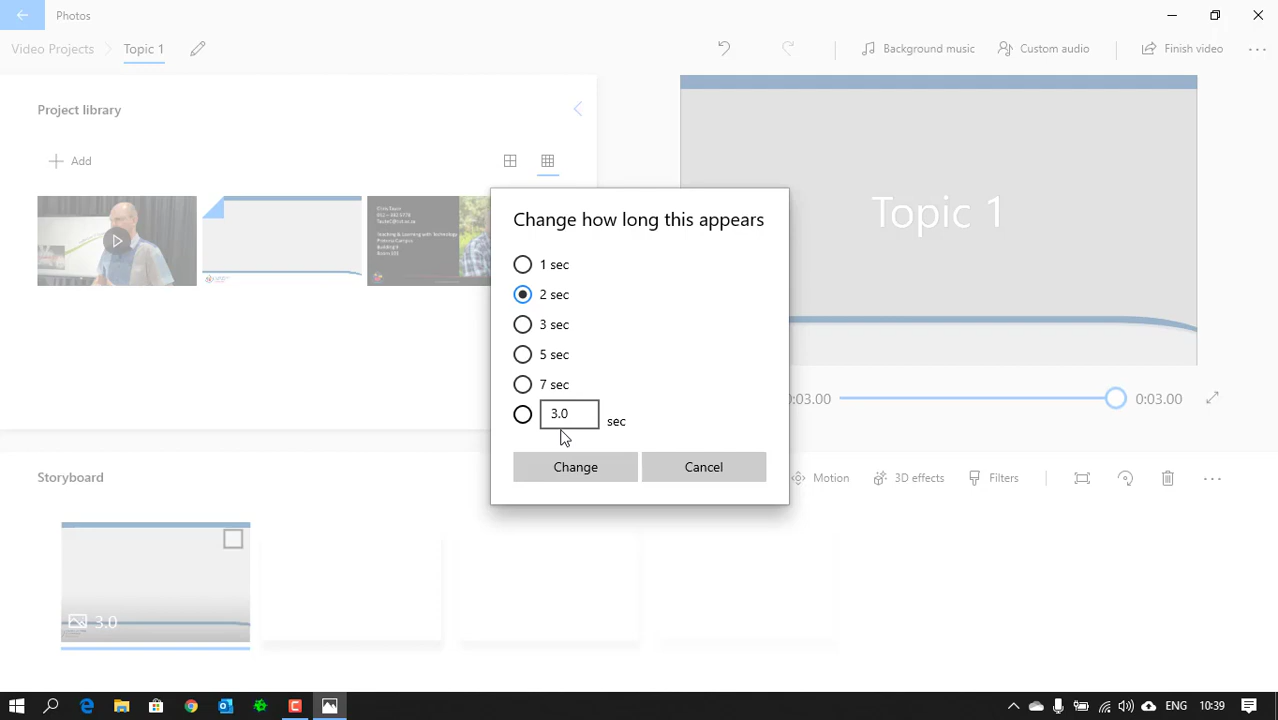 Photos
Video Projects
Topic 1
Background music
Custom audio
Finish video
Project library
Add
Topic 1
Change how long this appears
1 sec
2 sec
3 sec
5 sec
7 sec
3.0 sec
Change
Cancel
0:03.00
0:03.00
Storyboard
Motion
3D effects
Filters
3.0
ENG
10:39